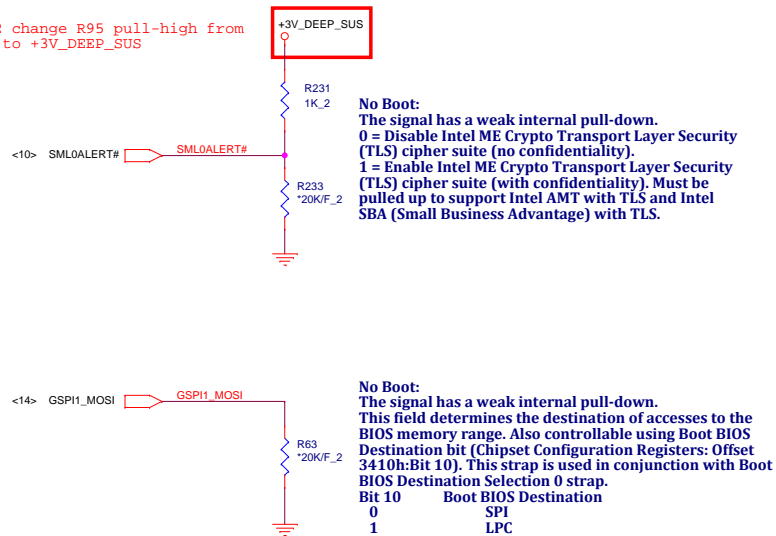 change R95 pull-high from
to +3V_DEEP_SUS
+3V_DEEP_SUS
R231
1K_2
<10> SML0ALERT#
SML0ALERT#
R233
*20K/F_2
No Boot:
The signal has a weak internal pull-down.
0 = Disable Intel ME Crypto Transport Layer Security
(TLS) cipher suite (no confidentiality).
1 = Enable Intel ME Crypto Transport Layer Security
(TLS) cipher suite (with confidentiality). Must be
pulled up to support Intel AMT with TLS and Intel
SBA (Small Business Advantage) with TLS.
<14> GSPI1_MOSI
GSPI1_MOSI
R63
*20K/F_2
No Boot:
The signal has a weak internal pull-down.
This field determines the destination of accesses to the
BIOS memory range. Also controllable using Boot BIOS
Destination bit (Chipset Configuration Registers: Offset
3410h:Bit 10). This strap is used in conjunction with Boot
BIOS Destination Selection 0 strap.
Bit 10 Boot BIOS Destination
0 SPI
1 LPC